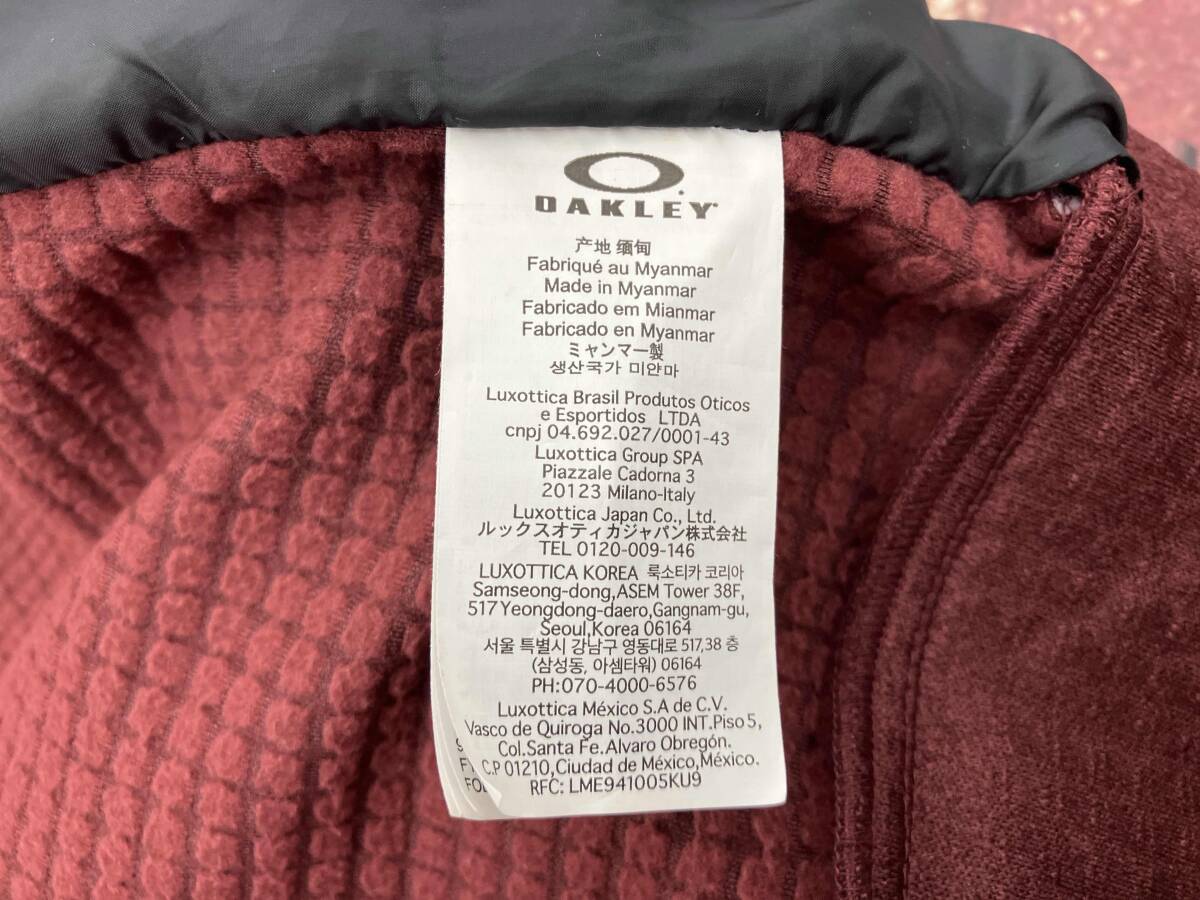 OAKLEY
产地 缅甸
Fabriqué au Myanmar
Made in Myanmar
Fabricado em Mianmar
Fabricado en Myanmar
ミャンマー製
생산국가 미얀마
Luxottica Brasil Produtos Oticos
e Esportidos LTDA
cnpj 04.692.027/0001-43
Luxottica Group SPA
Piazzale Cadorna 3
20123 Milano-Italy
Luxottica Japan Co., Ltd.
ルックスオティカジャパン株式会社
TEL 0120-009-146
LUXOTTICA KOREA 룩소티카 코리아
Samseong-dong,ASEM Tower 38F,
517 Yeongdong-daero,Gangnam-gu,
Seoul,Korea 06164
서울 특별시 강남구 영동대로 517,38 층
(삼성동, 아셈타워) 06164
PH:070-4000-6576
Luxottica México S.A de C.V.
Vasco de Quiroga No.3000 INT.Piso 5,
Col.Santa Fe.Alvaro Obregón.
C.P 01210,Ciudad de México,México.
RFC: LME941005KU9